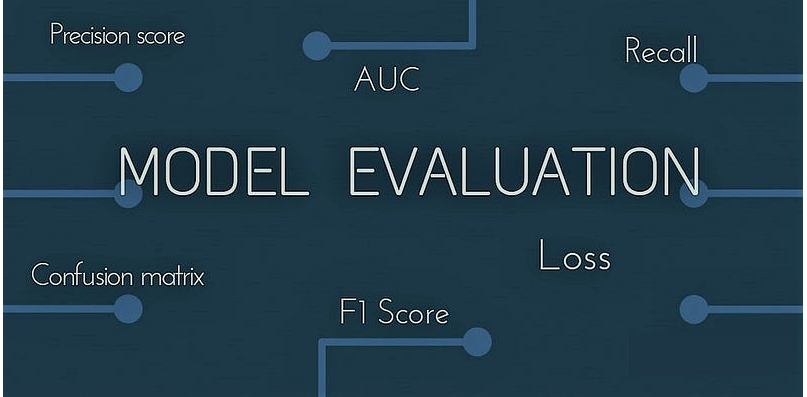 Precision score
AUC
Recall
MODEL EVALUATION
Loss
Confusion matrix
F1 Score